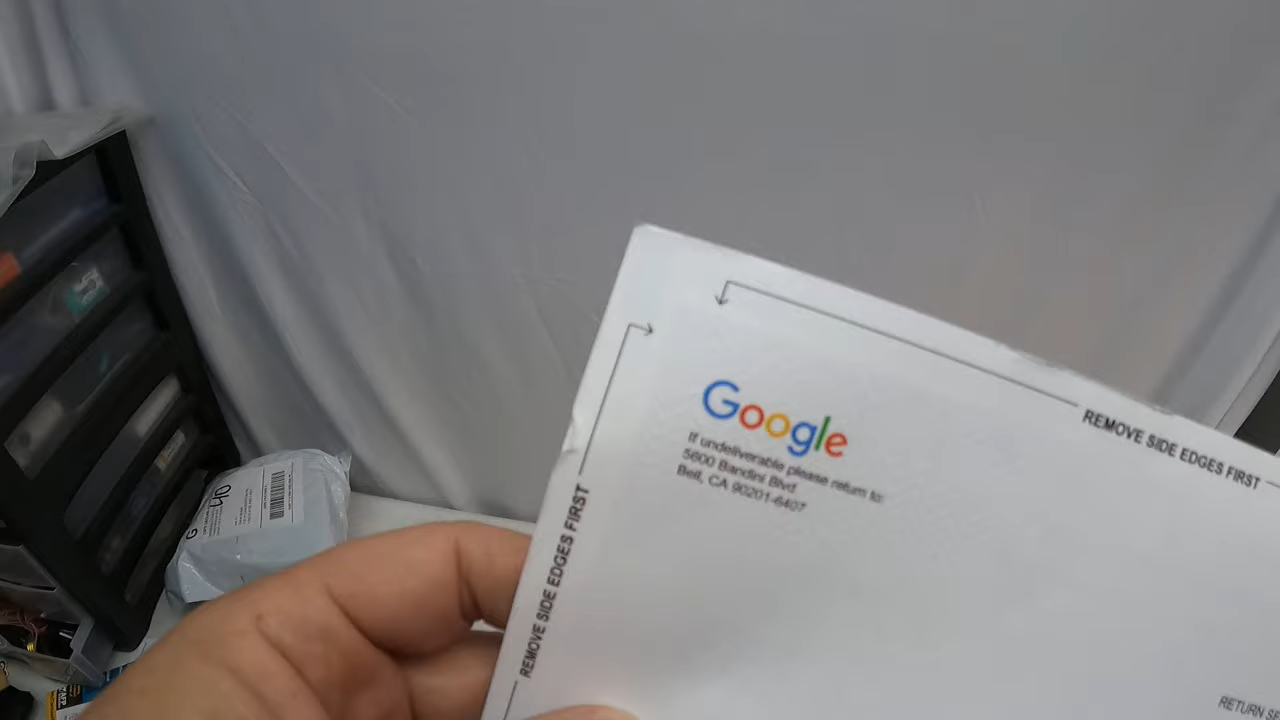 REMOVE SIDE EDGES FIRST
Google
If undeliverable please return to:
5600 Bandini Blvd
Bell, CA 90201-6407
REMOVE SIDE EDGES FIRST
RETURN